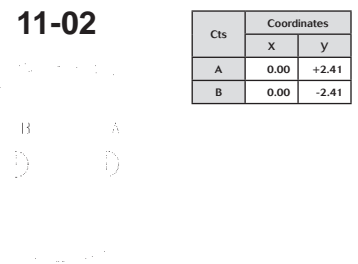 11-02
Cts Coordinates
x y
A 0.00 +2.41
B 0.00 -2.41
B A